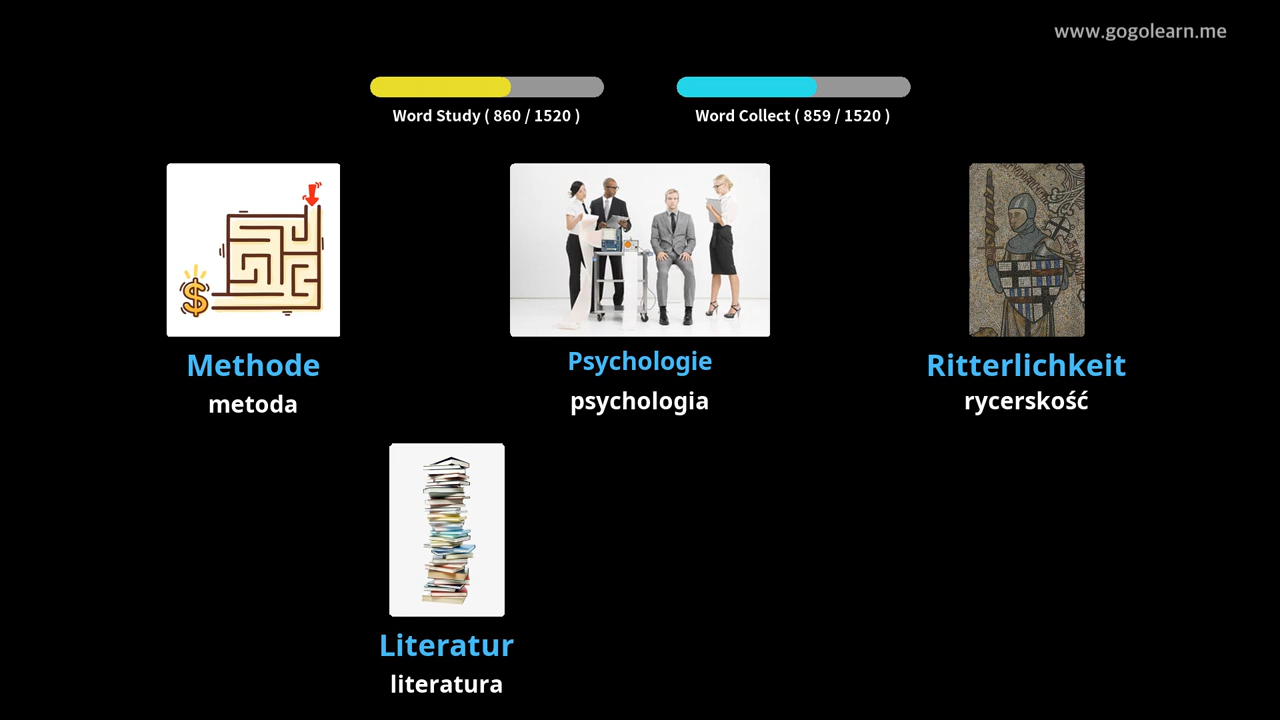 www.gogolearn.me
Word Study ( 860 / 1520 )
Word Collect ( 859 / 1520 )
Methode
metoda
Psychologie
psychologia
Ritterlichkeit
rycerskość
Literatur
literatura